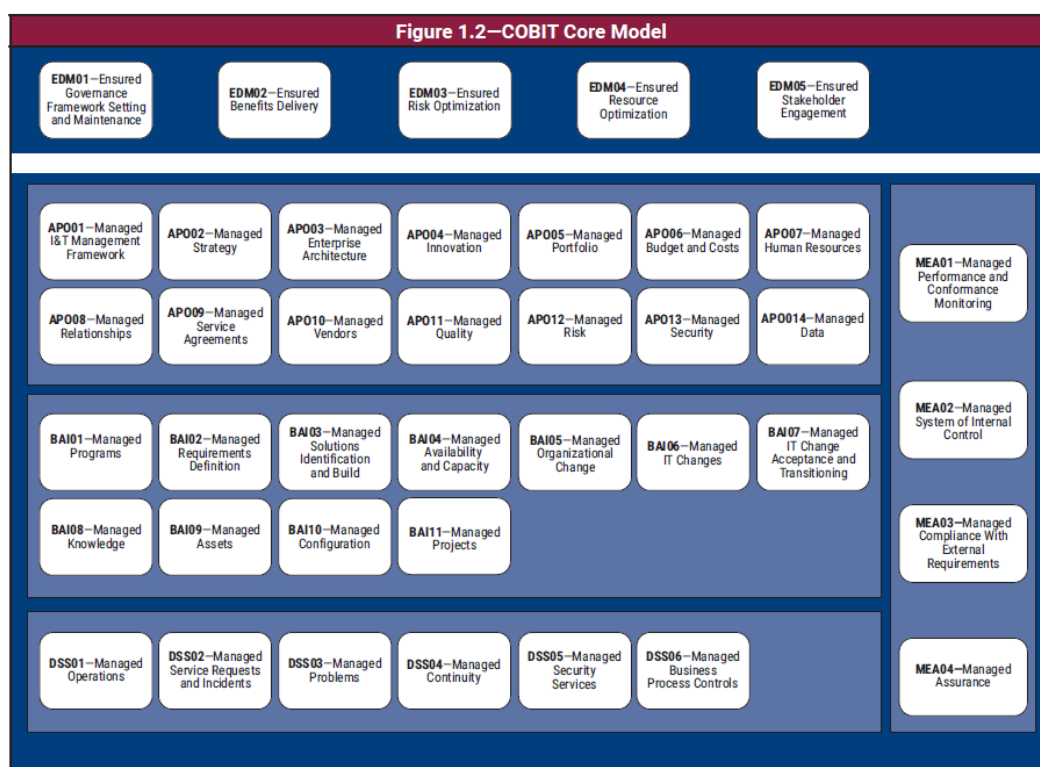 Figure 1.2—COBIT Core Model
EDM01—Ensured
Governance
Framework Setting
and Maintenance
EDM02—Ensured
Benefits Delivery
EDM03—Ensured
Risk Optimization
EDM04—Ensured
Resource
Optimization
EDM05—Ensured
Stakeholder
Engagement
APO01—Managed
I&T Management
Framework
APO02—Managed
Strategy
APO03—Managed
Enterprise
Architecture
APO04—Managed
Innovation
APO05—Managed
Portfolio
APO06—Managed
Budget and Costs
APO07—Managed
Human Resources
APO08—Managed
Relationships
APO09—Managed
Service
Agreements
APO10—Managed
Vendors
APO11—Managed
Quality
APO12—Managed
Risk
APO13—Managed
Security
APO014—Managed
Data
BAI01—Managed
Programs
BAI02—Managed
Requirements
Definition
BAI03—Managed
Solutions
Identification
and Build
BAI04—Managed
Availability
and Capacity
BAI05—Managed
Organizational
Change
BAI06—Managed
IT Changes
BAI07—Managed
IT Change
Acceptance and
Transitioning
BAI08—Managed
Knowledge
BAI09—Managed
Assets
BAI10—Managed
Configuration
BAI11—Managed
Projects
DSS01—Managed
Operations
DSS02—Managed
Service Requests
and Incidents
DSS03—Managed
Problems
DSS04—Managed
Continuity
DSS05—Managed
Security
Services
DSS06—Managed
Business
Process Controls
MEA01—Managed
Performance and
Conformance
Monitoring
MEA02—Managed
System of Internal
Control
MEA03—Managed
Compliance With
External
Requirements
MEA04—Managed
Assurance